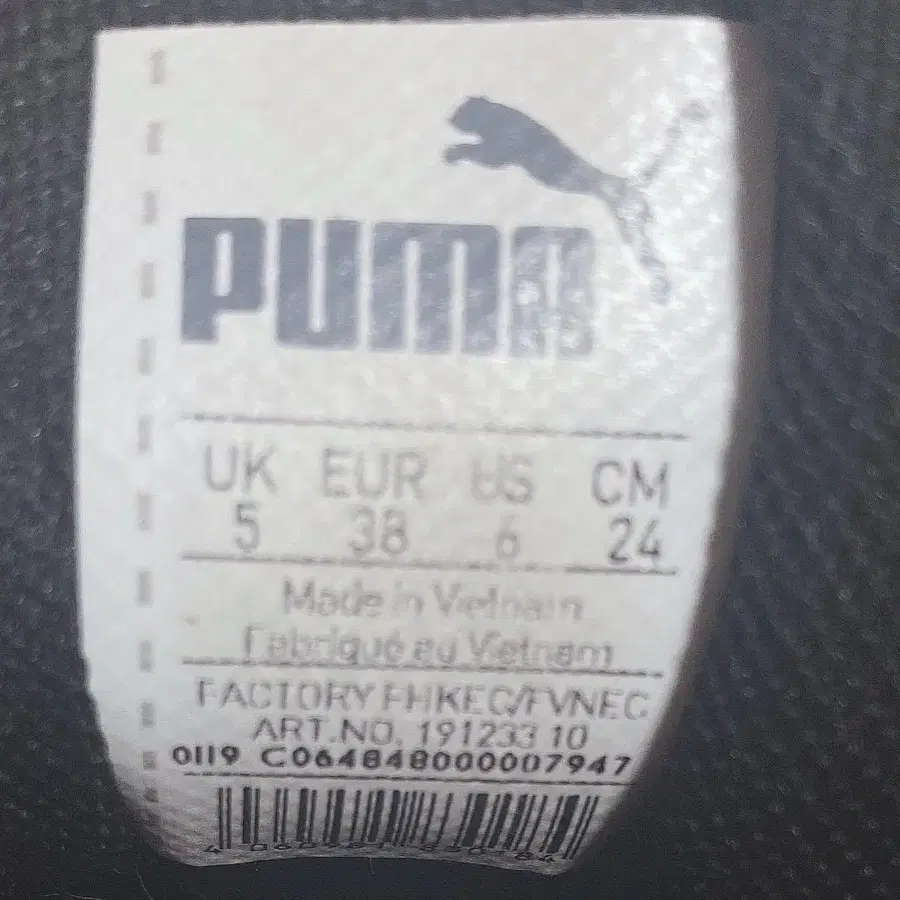 PUMA
UK EUR US CM
5 38 6 24
Made in Vietnam
Fabriqué au Vietnam
FACTORY FHKEC/FVNEC
ART.NO. 191233 10
0119 C064848000007947